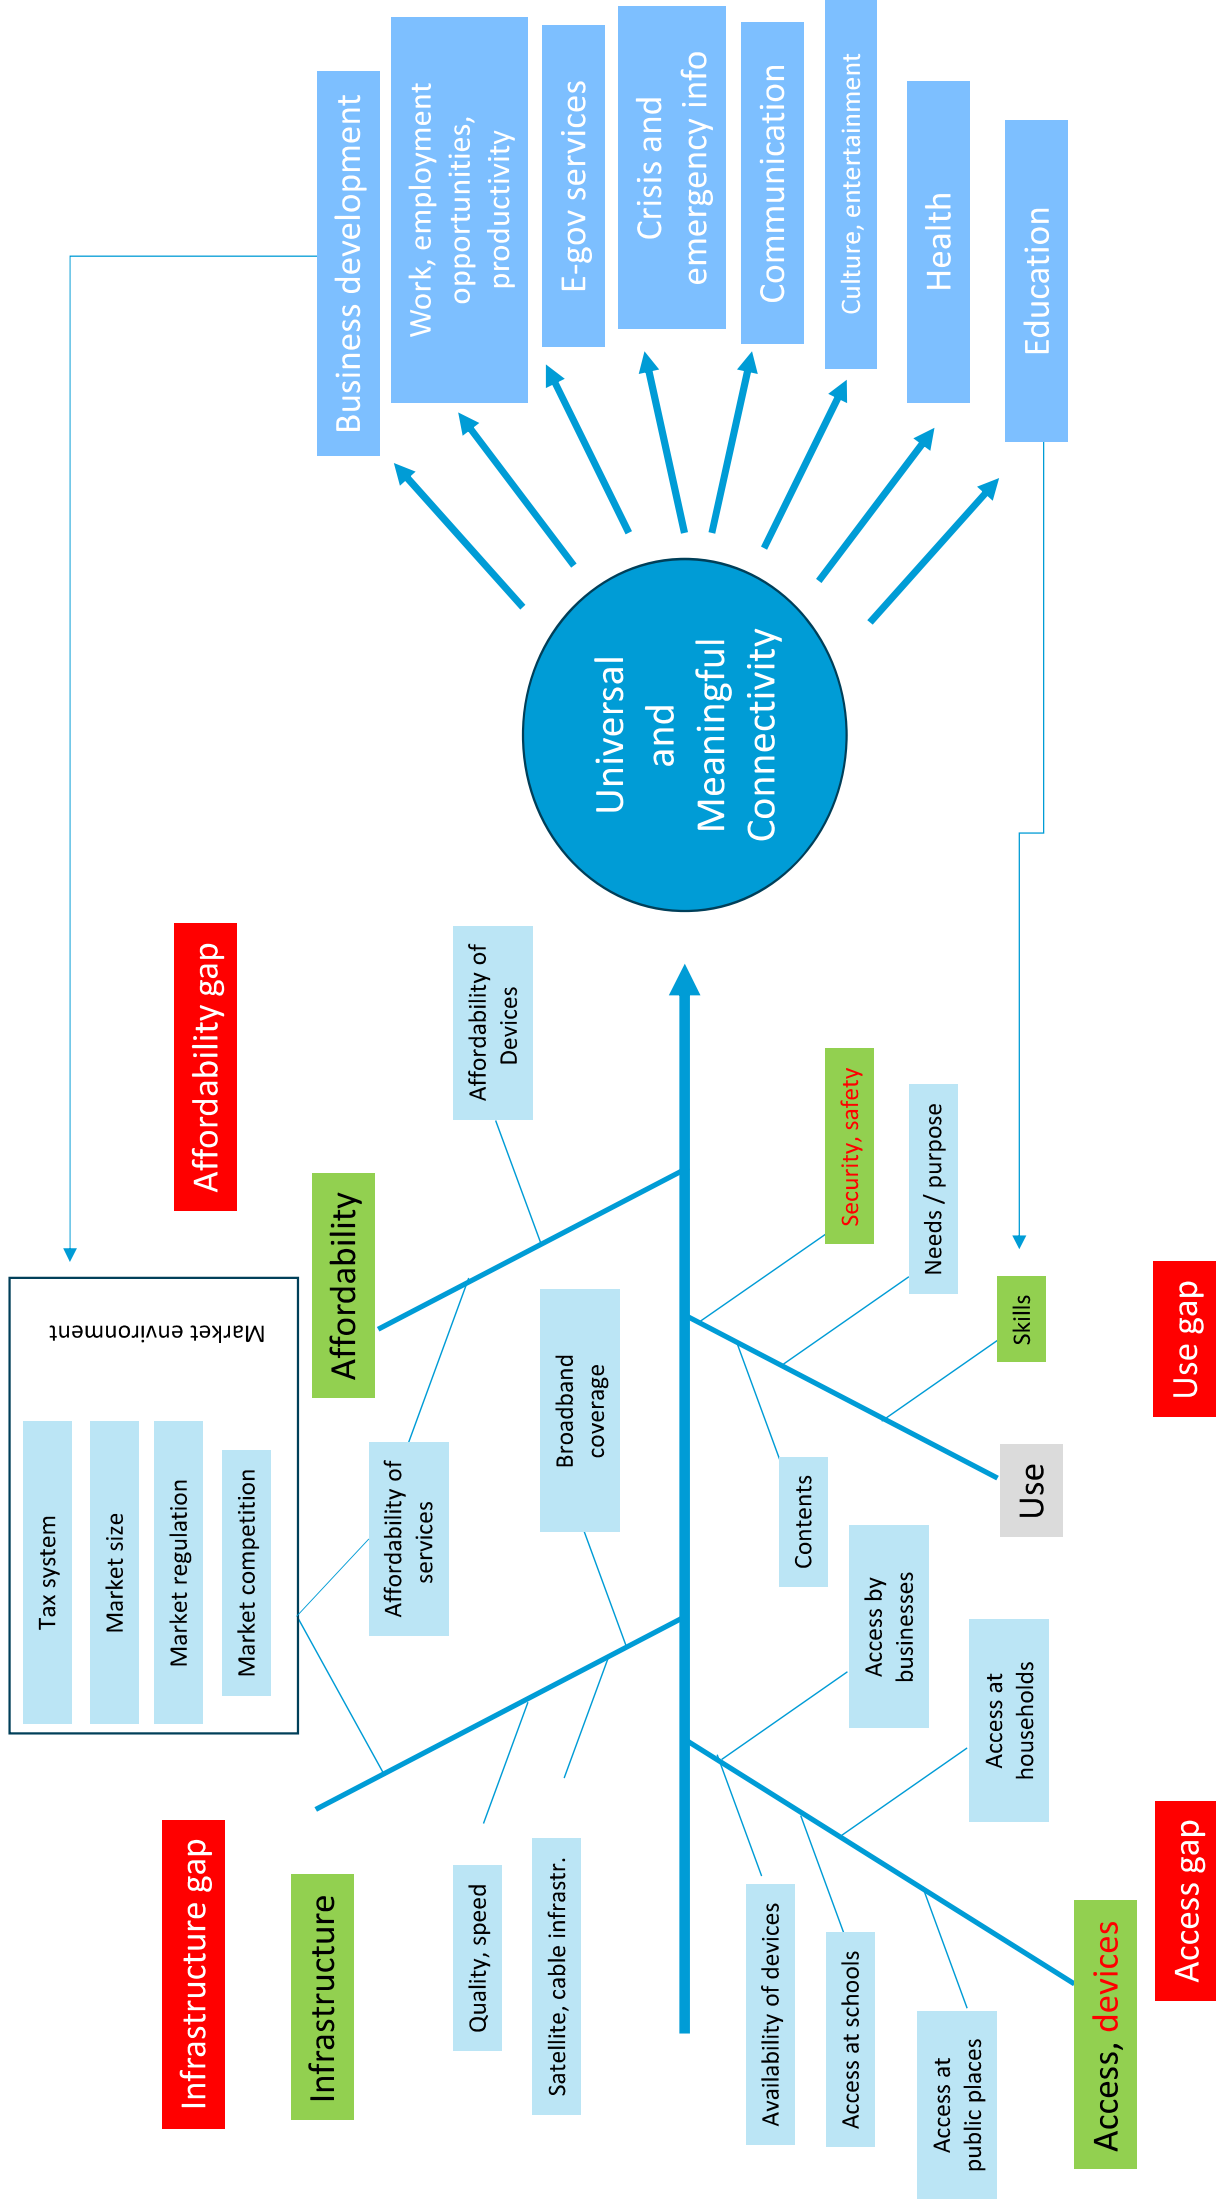 Infrastructure gap
Affordability gap
Tax system
Market size
Market regulation
Market competition
Market environment
Infrastructure
Affordability
Quality, speed
Satellite, cable infrastr.
Affordability of
services
Broadband
coverage
Affordability of
Devices
Universal
and
Meaningful
Connectivity
Business development
Work, employment
opportunities,
productivity
E-gov services
Crisis and
emergency info
Communication
Culture, entertainment
Health
Education
Availability of devices
Access at schools
Access at
public places
Access by
businesses
Access at
households
Access, devices
Access gap
Contents
Security, safety
Needs / purpose
Skills
Use
Use gap